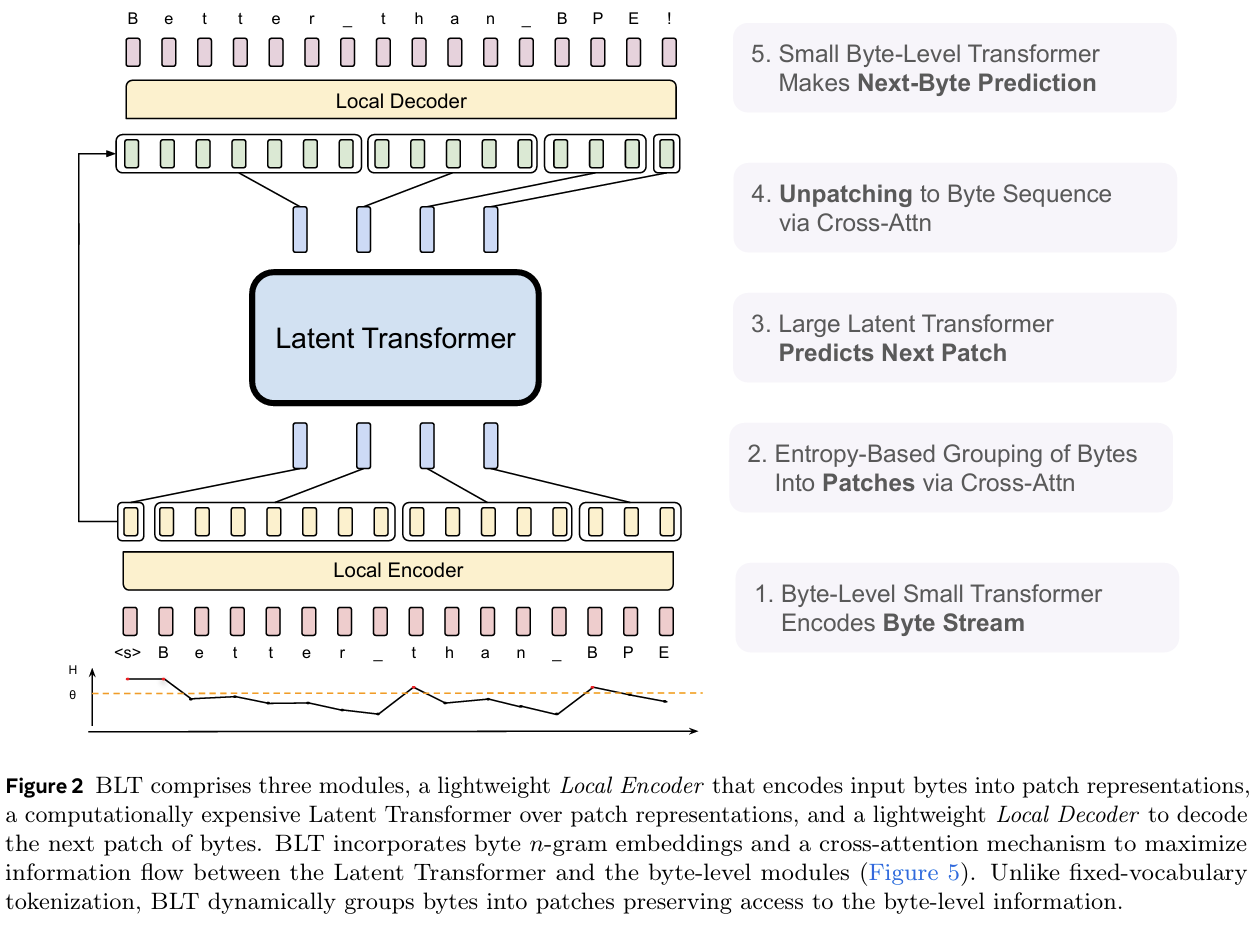 B e t t e r _ t h a n _ B P E !
Local Decoder
Latent Transformer
Local Encoder
<s> B e t t e r _ t h a n _ B P E
H
θ
5. Small Byte-Level Transformer
Makes Next-Byte Prediction
4. Unpatching to Byte Sequence
via Cross-Attn
3. Large Latent Transformer
Predicts Next Patch
2. Entropy-Based Grouping of Bytes
Into Patches via Cross-Attn
1. Byte-Level Small Transformer
Encodes Byte Stream
Figure 2 BLT comprises three modules, a lightweight Local Encoder that encodes input bytes into patch representations,
a computationally expensive Latent Transformer over patch representations, and a lightweight Local Decoder to decode
the next patch of bytes. BLT incorporates byte n-gram embeddings and a cross-attention mechanism to maximize
information flow between the Latent Transformer and the byte-level modules (Figure 5). Unlike fixed-vocabulary
tokenization, BLT dynamically groups bytes into patches preserving access to the byte-level information.